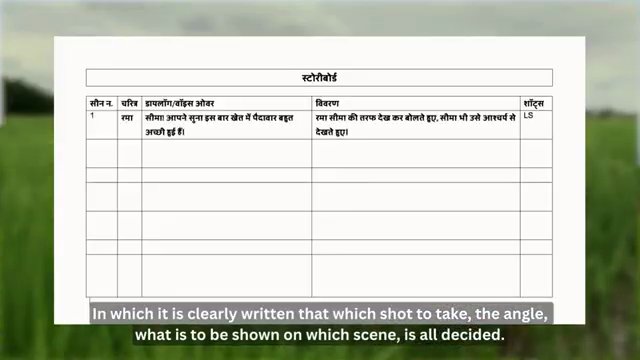 स्टोरीबोर्ड
सीन न. चरित्र डायलॉग/वॉइस ओवर विवरण शॉट्स
1 रमा सीमा! आपने सुना इस बार खेत में पैदावार बहुत रमा सीमा की तरफ देख कर बोलते हुए, सीमा भी उसे आश्चर्य से LS
अच्छी हुई हैं। देखते हुए।
In which it is clearly written that which shot to take, the angle,
what is to be shown on which scene, is all decided.